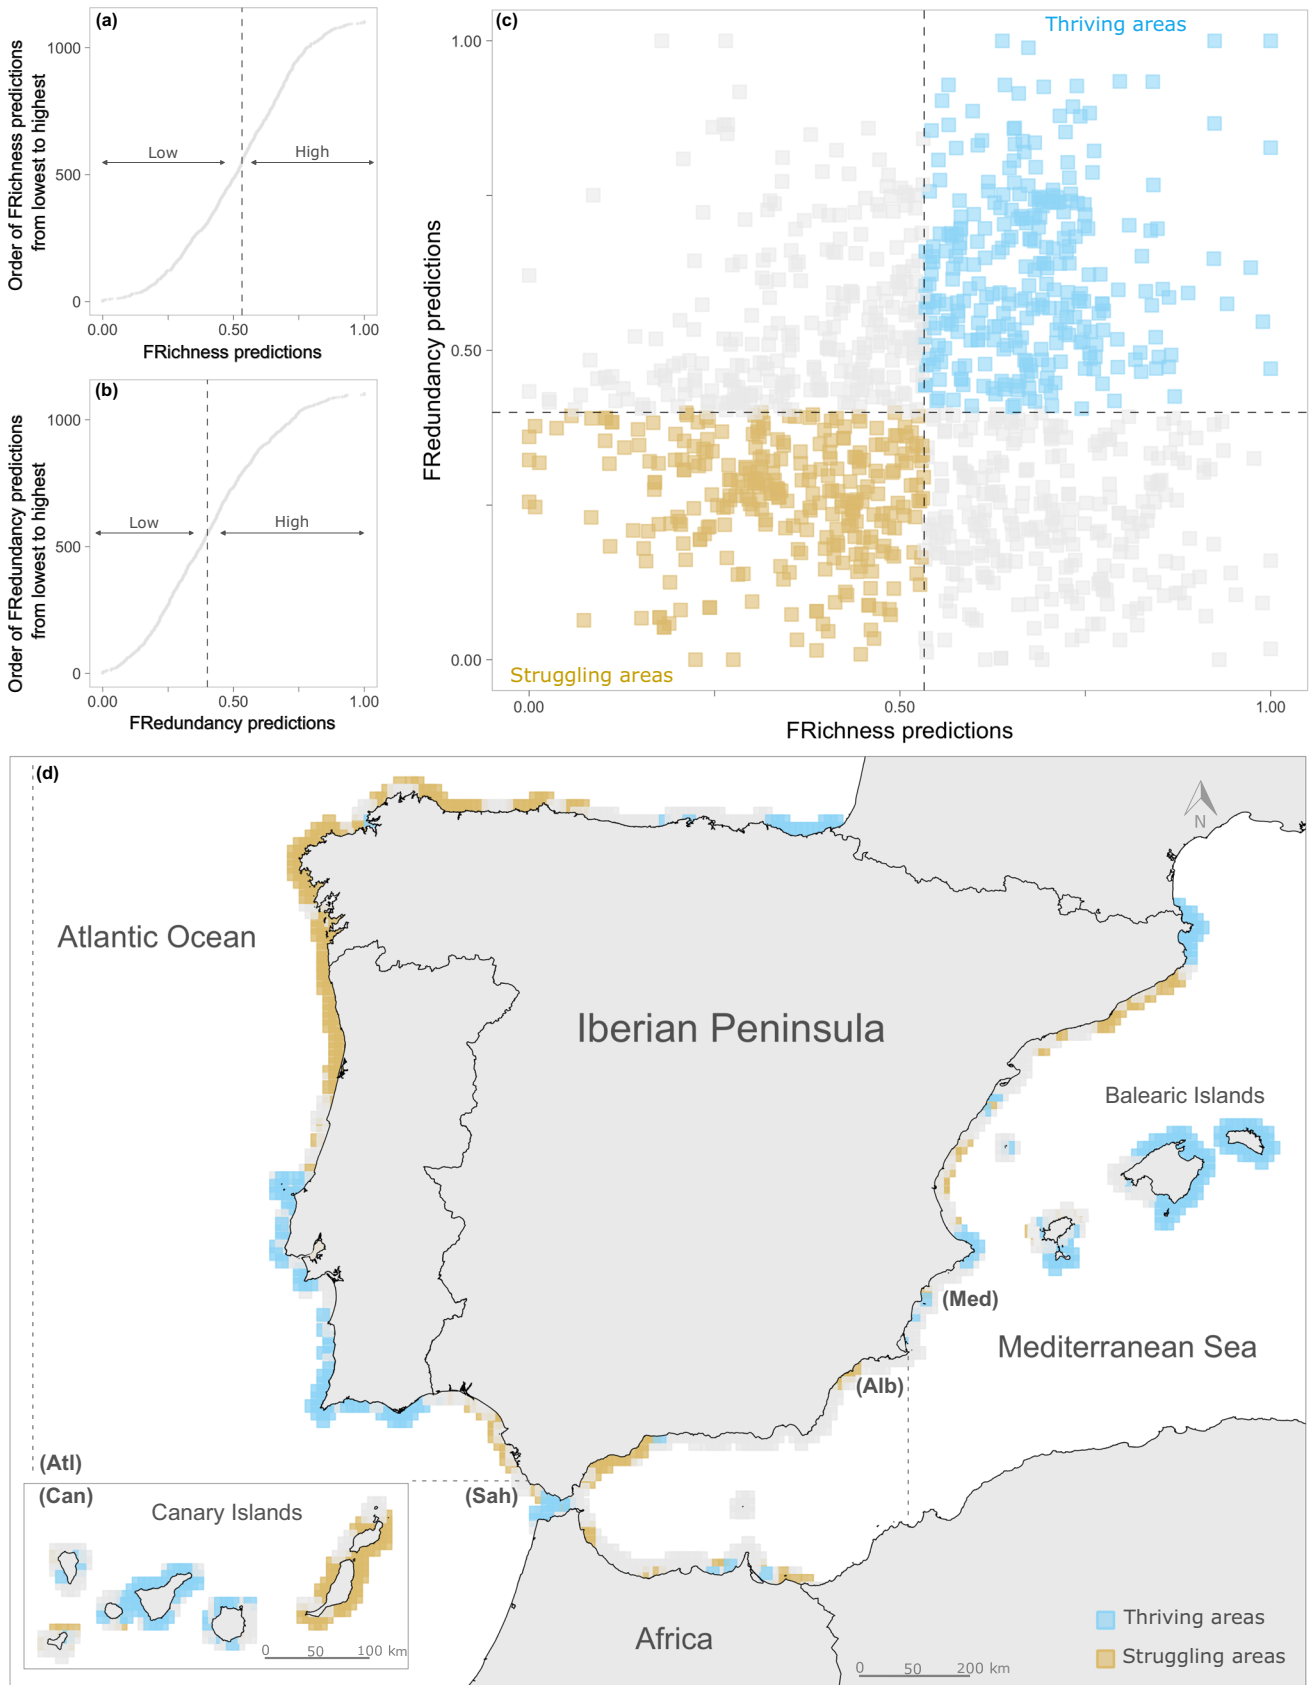 (a)
Order of FRichness predictions
from lowest to highest
1000
500
0
Low
High
0.00
0.50
1.00
FRichness predictions
(b)
Order of FRedundancy predictions
from lowest to highest
1000
500
0
Low
High
0.00
0.50
1.00
FRedundancy predictions
(c)
Thriving areas
FRedundancy predictions
1.00
0.50
0.00
Struggling areas
0.00
0.50
1.00
FRichness predictions
(d)
N
Atlantic Ocean
Iberian Peninsula
Balearic Islands
(Med)
Mediterranean Sea
(Alb)
(Atl)
(Can)
(Sah)
Canary Islands
0 50 100 km
Africa
Thriving areas
Struggling areas
0 50 200 km